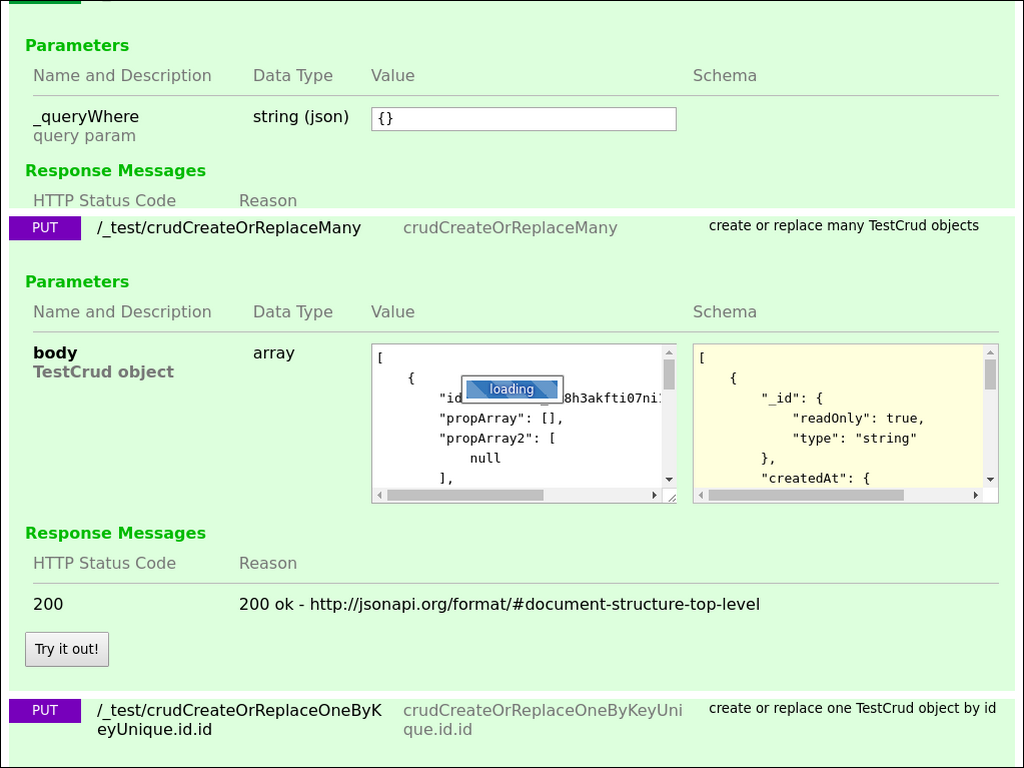 Parameters
Name and Description Data Type Value Schema
_queryWhere string (json) {}
query param
Response Messages
HTTP Status Code Reason
PUT /_test/crudCreateOrReplaceMany crudCreateOrReplaceMany create or replace many TestCrud objects
Parameters
Name and Description Data Type Value Schema
body array
TestCrud object
[
{
"id
8h3akfti07ni
"propArray": [],
"propArray2": [
null
],
loading
[
{
"_id": {
"readOnly": true,
"type": "string"
},
"createdAt": {
Response Messages
HTTP Status Code Reason
200 200 ok - http://jsonapi.org/format/#document-structure-top-level
Try it out!
PUT /_test/crudCreateOrReplaceOneByK crudCreateOrReplaceOneByKeyUni create or replace one TestCrud object by id
eyUnique.id.id que.id.id